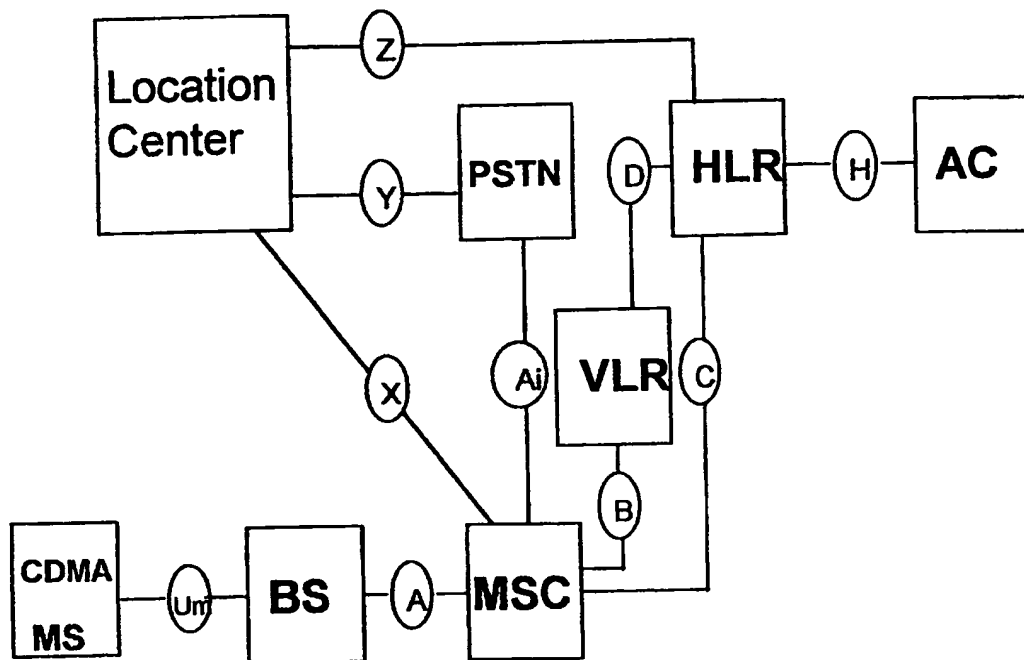 Location
Center
Z
Y
PSTN
D
HLR
H
AC
X
Ai
VLR
C
B
CDMA
MS
Um
BS
A
MSC